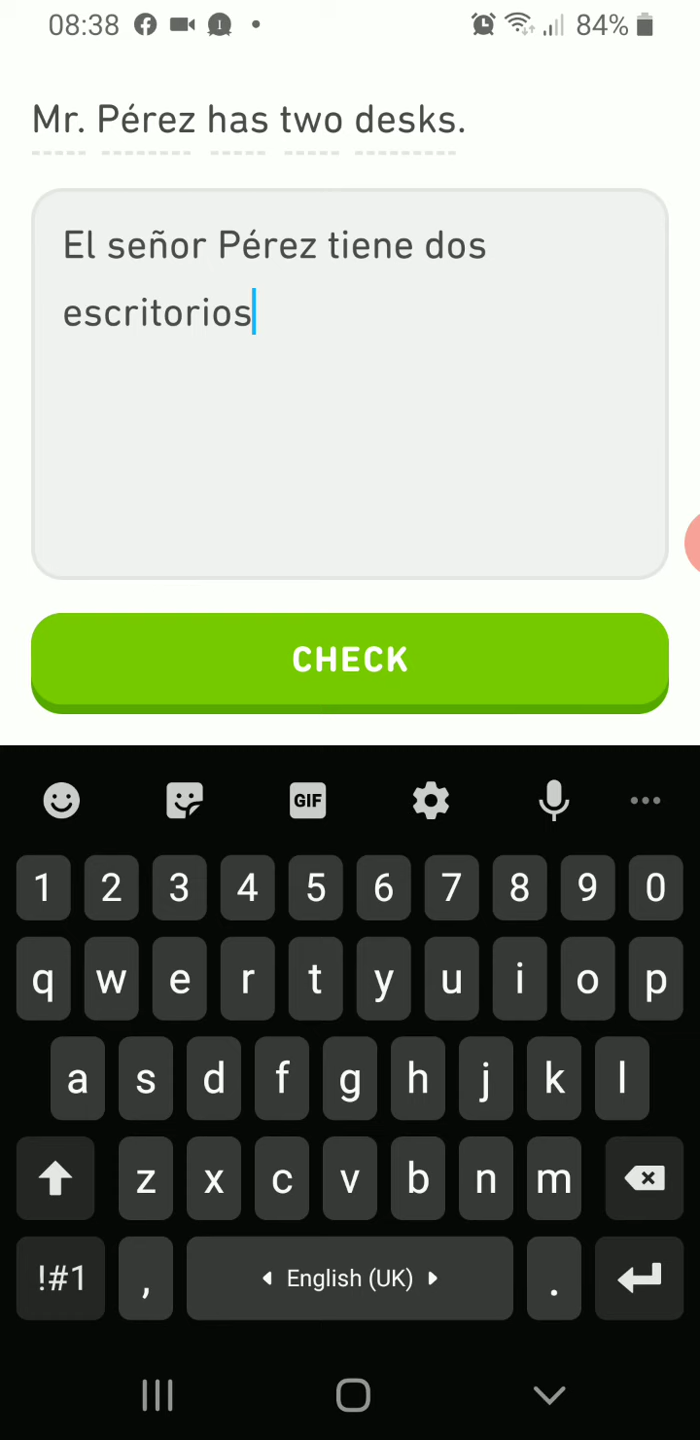 08:38 84%
Mr. Pérez has two desks.
El señor Pérez tiene dos
escritorios
CHECK
GIF
1 2 3 4 5 6 7 8 9 0
q w e r t y u i o p
a s d f g h j k l
z x c v b n m
!#1 , English (UK) .